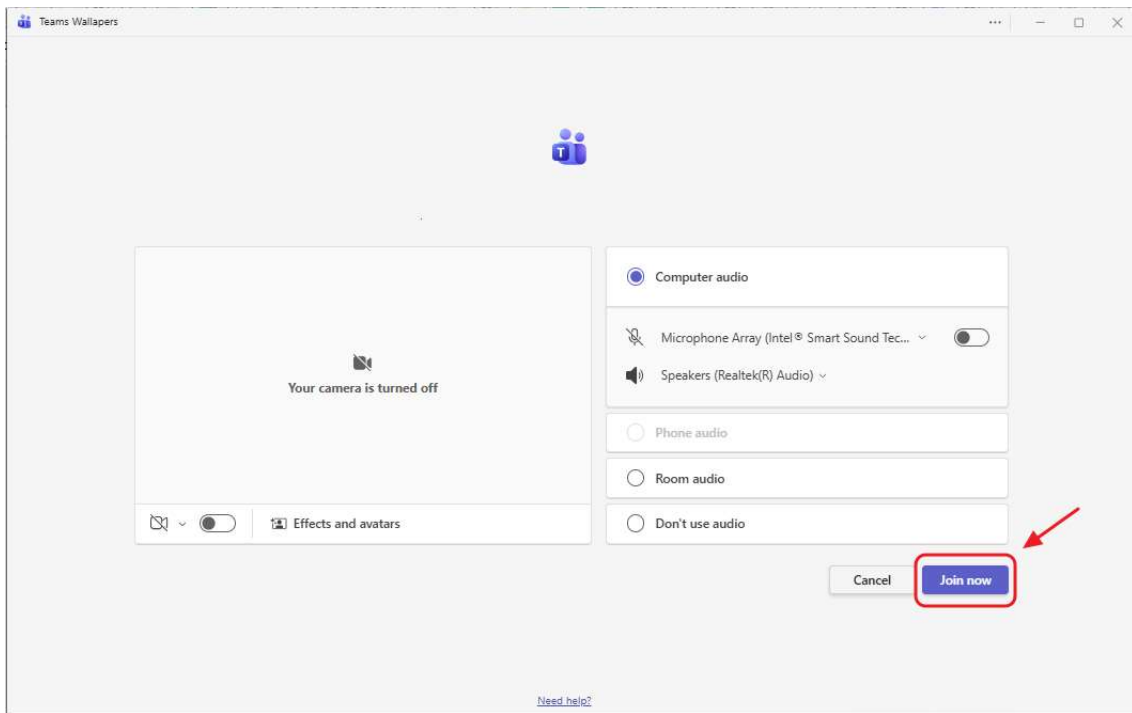 Teams Wallapers
T
Computer audio
Microphone Array (Intel® Smart Sound Tec...
Speakers (Realtek(R) Audio)
Your camera is turned off
Phone audio
Room audio
Effects and avatars
Don't use audio
Cancel
Join now
Need help?